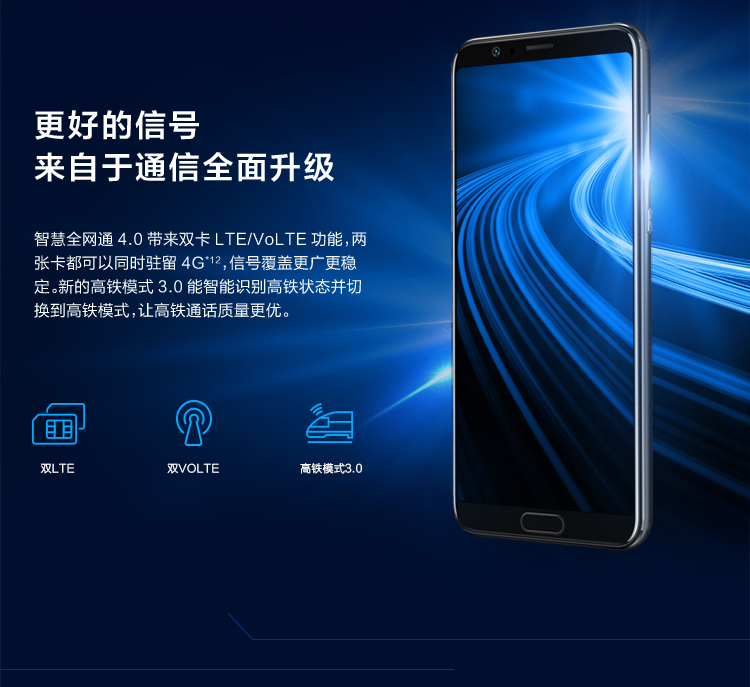 更好的信号
来自于通信全面升级
智慧全网通 4.0 带来双卡 LTE/VoLTE 功能,两
张卡都可以同时驻留 4G*12,信号覆盖更广更稳
定。新的高铁模式 3.0 能智能识别高铁状态并切
换到高铁模式,让高铁通话质量更优。
双LTE
双VOLTE
高铁模式3.0